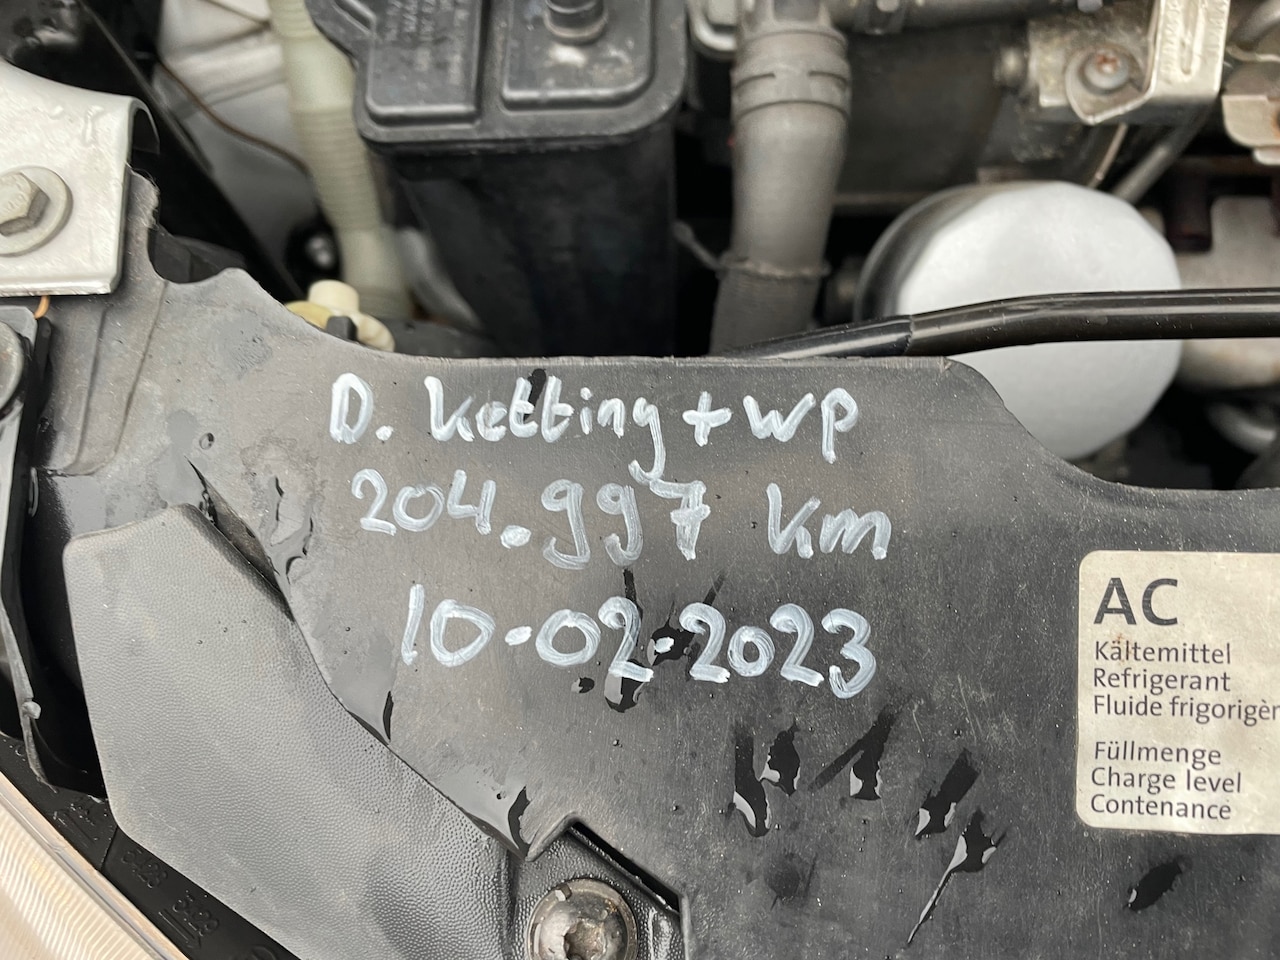 D. Ketting + WP
204.997 Km
10-02-2023
AC
Kältemittel
Refrigerant
Fluide frigorigèn
Füllmenge
Charge level
Contenance